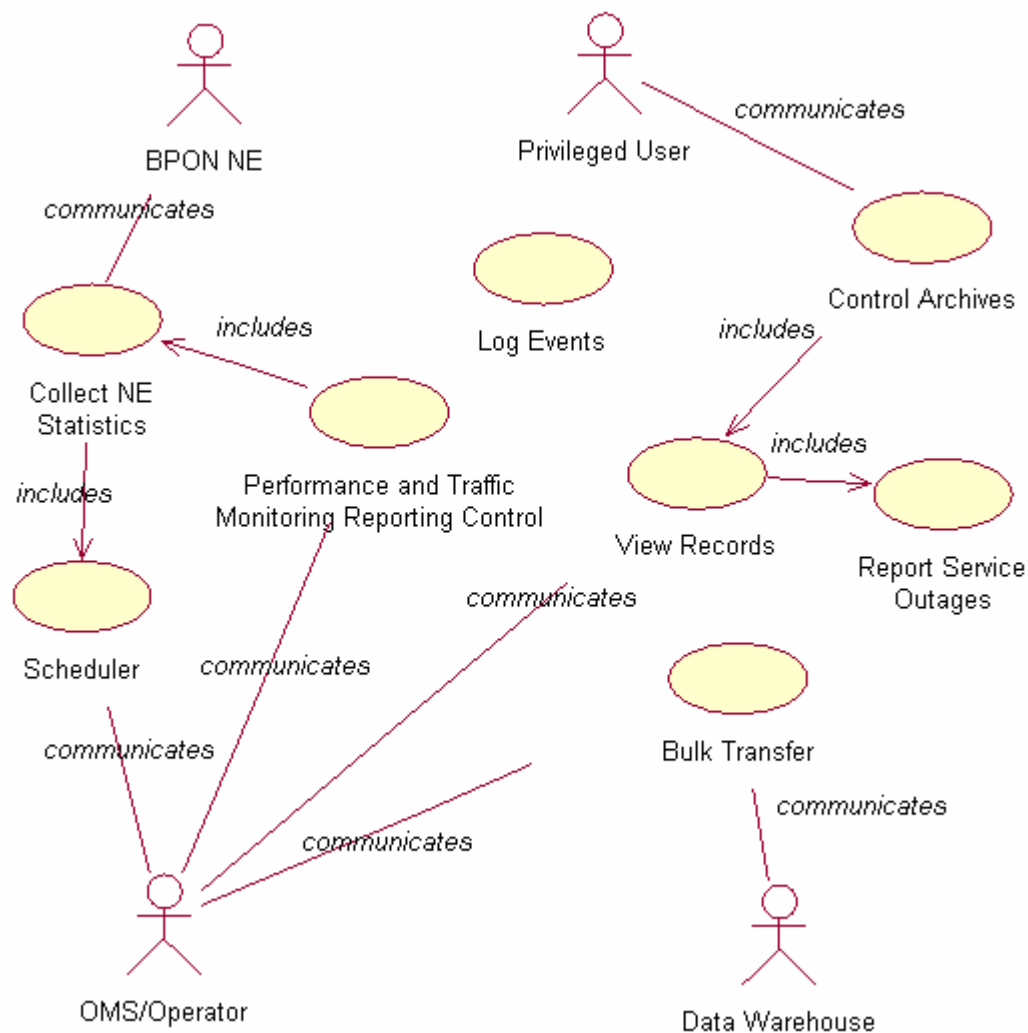 communicates
BPON NE
Privileged User
communicates
Control Archives
Log Events
includes
includes
Collect NE
Statistics
includes
Performance and Traffic
Monitoring Reporting Control
includes
View Records
Report Service
Outages
communicates
Scheduler
communicates
communicates
Bulk Transfer
communicates
communicates
OMS/Operator
Data Warehouse